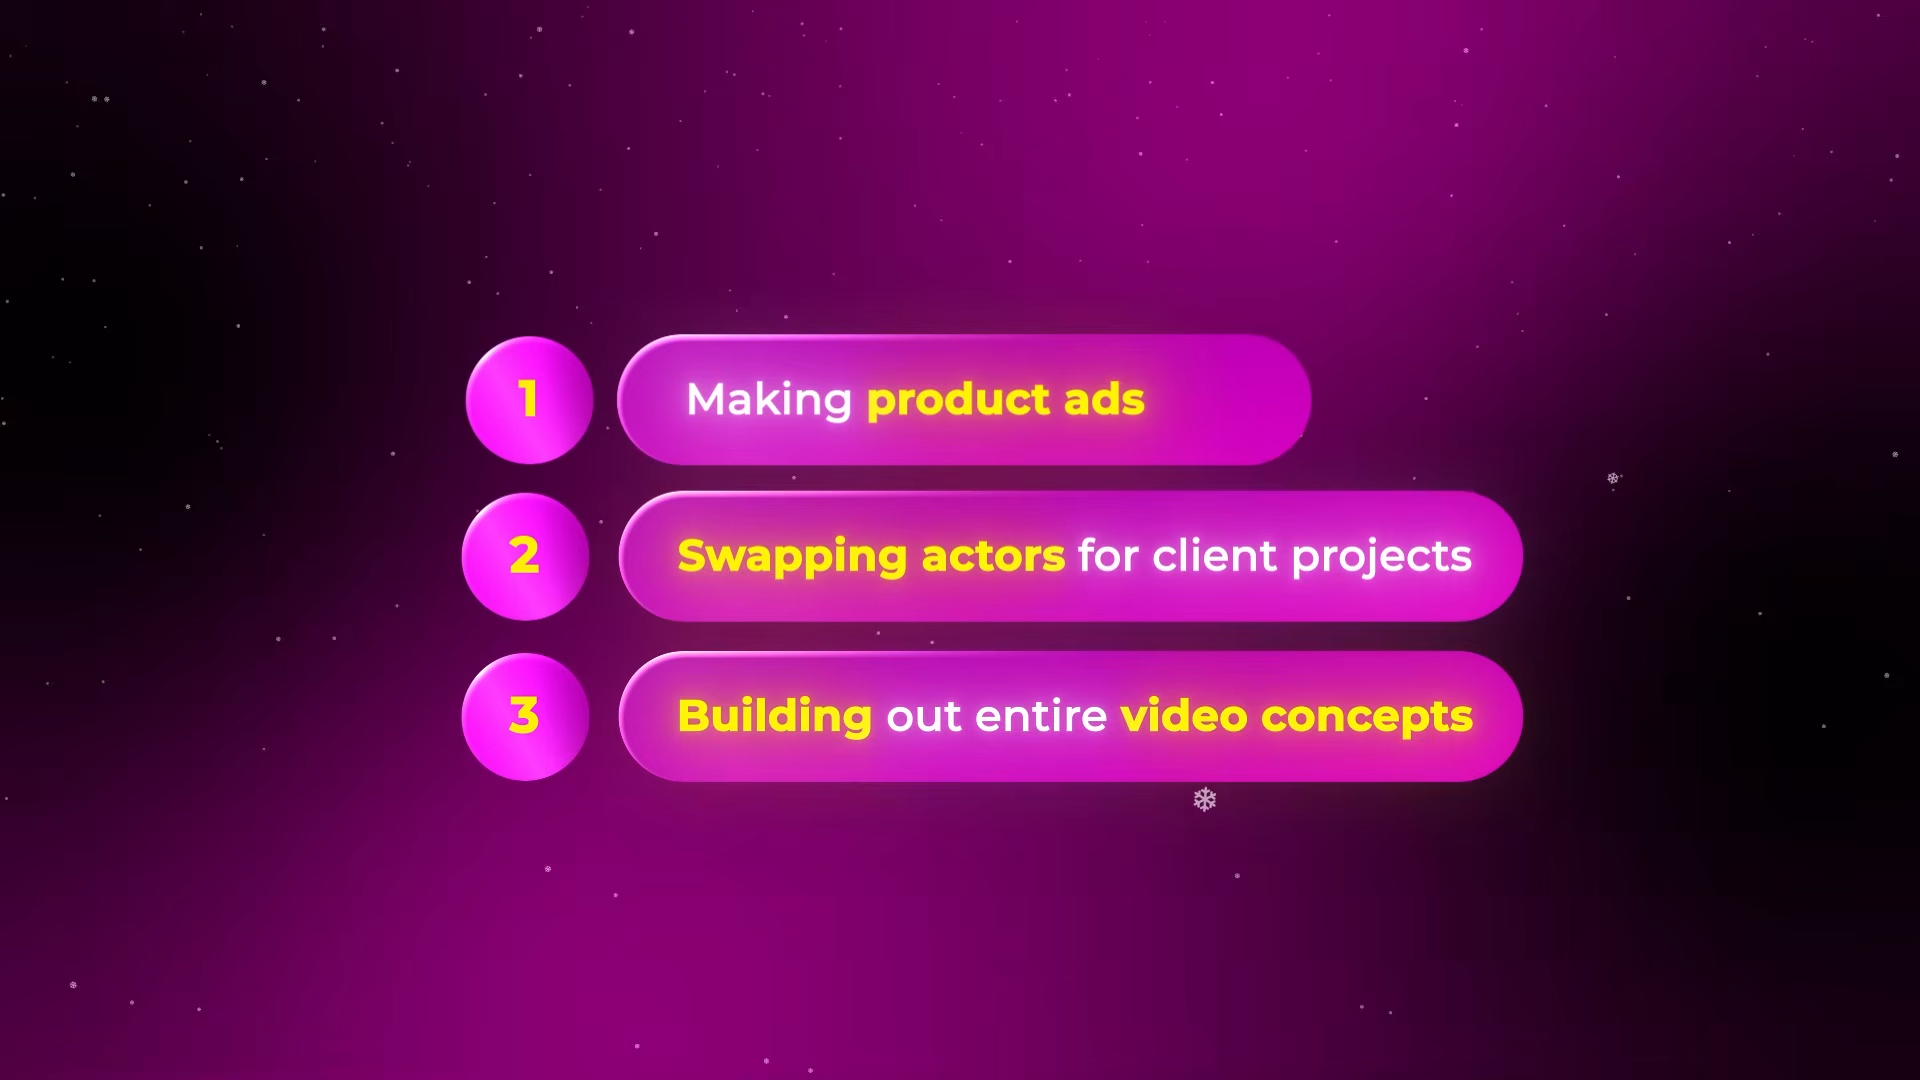 1
Making product ads
2
Swapping actors for client projects
3
Building out entire video concepts